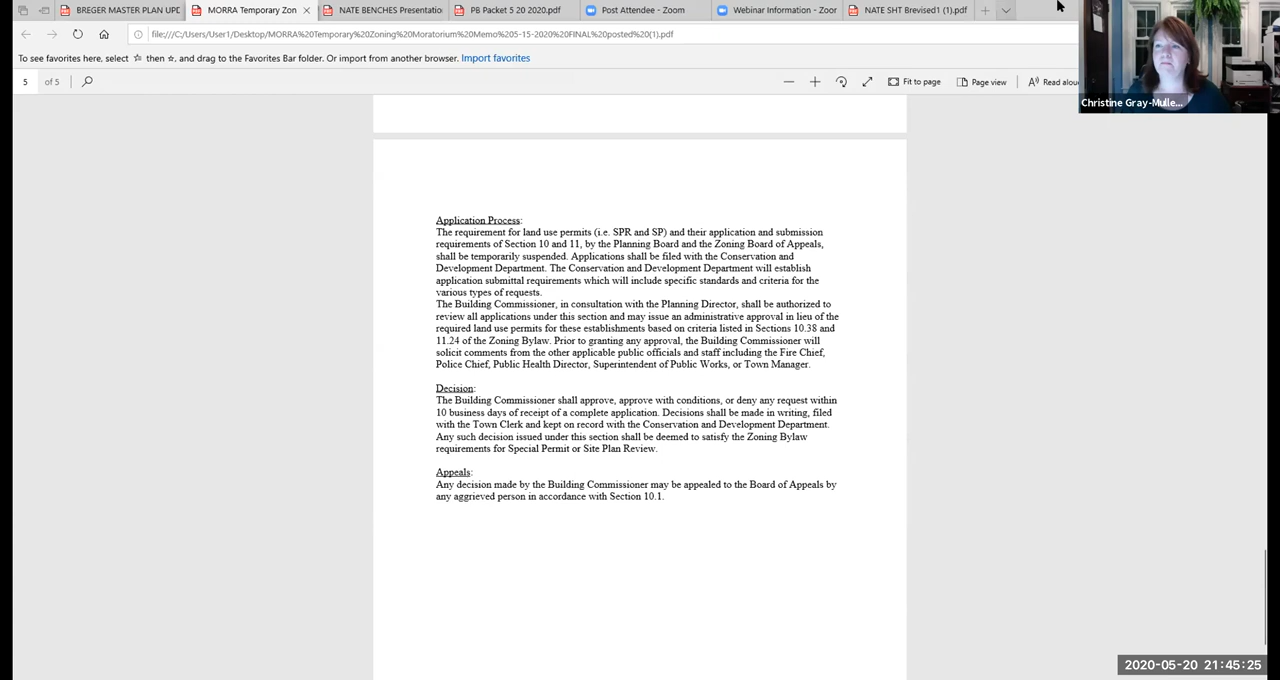 BREGER MASTER PLAN UPD
MORRA Temporary Zon
NATE BENCHES Presentatio
PB Packet 5 20 2020.pdf
Post Attendee - Zoom
Webinar Information - Zoor
NATE SHT Brevised1 (1).pdf
file:///C:/Users/User1/Desktop/MORRA%20Temporary%20Zoning%20Moratorium%20Memo%205-15-2020%20FINAL%20posted%20(1).pdf
To see favorites here, select ☆ then ☆, and drag to the Favorites Bar folder. Or import from another browser. Import favorites
5 of 5
Fit to page
Page view
Read alou
Christine Gray-Mulle...
Application Process:
The requirement for land use permits (i.e. SPR and SP) and their application and submission
requirements of Section 10 and 11, by the Planning Board and the Zoning Board of Appeals,
shall be temporarily suspended. Applications shall be filed with the Conservation and
Development Department. The Conservation and Development Department will establish
application submittal requirements which will include specific standards and criteria for the
various types of requests.
The Building Commissioner, in consultation with the Planning Director, shall be authorized to
review all applications under this section and may issue an administrative approval in lieu of the
required land use permits for these establishments based on criteria listed in Sections 10.38 and
11.24 of the Zoning Bylaw. Prior to granting any approval, the Building Commissioner will
solicit comments from the other applicable public officials and staff including the Fire Chief,
Police Chief, Public Health Director, Superintendent of Public Works, or Town Manager.
Decision:
The Building Commissioner shall approve, approve with conditions, or deny any request within
10 business days of receipt of a complete application. Decisions shall be made in writing, filed
with the Town Clerk and kept on record with the Conservation and Development Department.
Any such decision issued under this section shall be deemed to satisfy the Zoning Bylaw
requirements for Special Permit or Site Plan Review.
Appeals:
Any decision made by the Building Commissioner may be appealed to the Board of Appeals by
any aggrieved person in accordance with Section 10.1.
2020-05-20 21:45:25